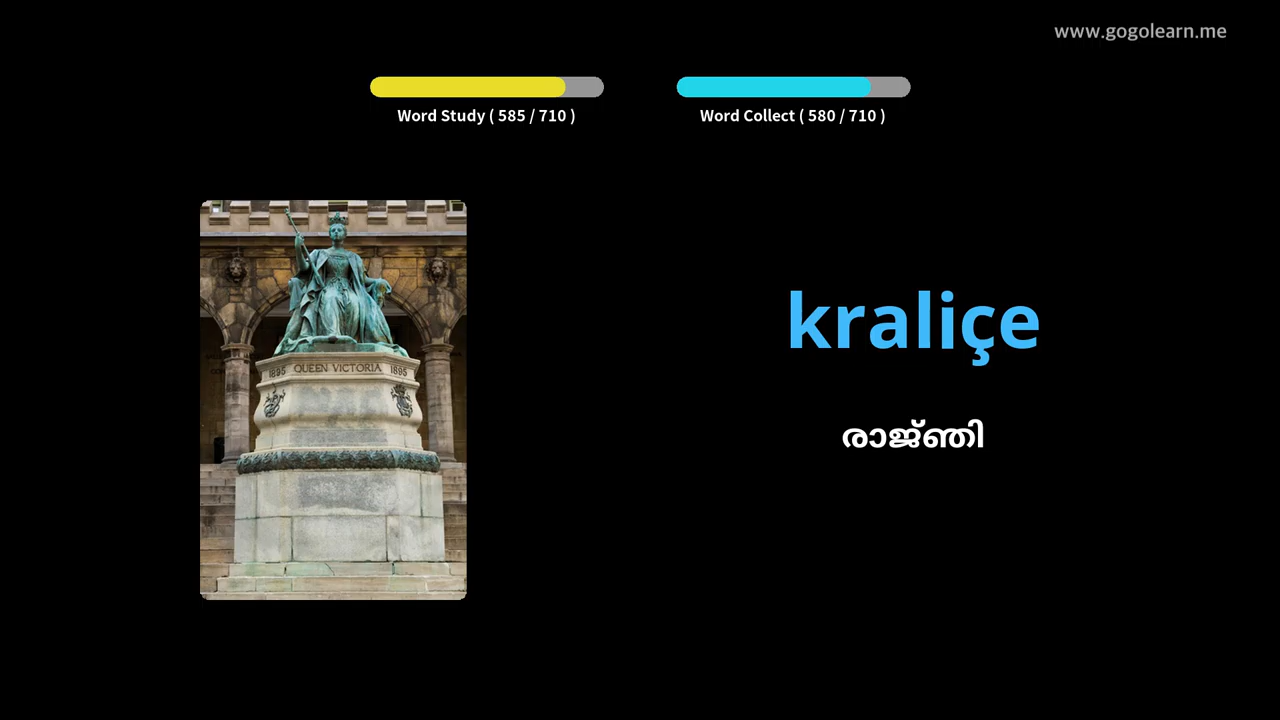 www.gogolearn.me
Word Study ( 585 / 710 )
Word Collect ( 580 / 710 )
1895 QUEEN VICTORIA 1895
kraliçe
രാജ്ഞി